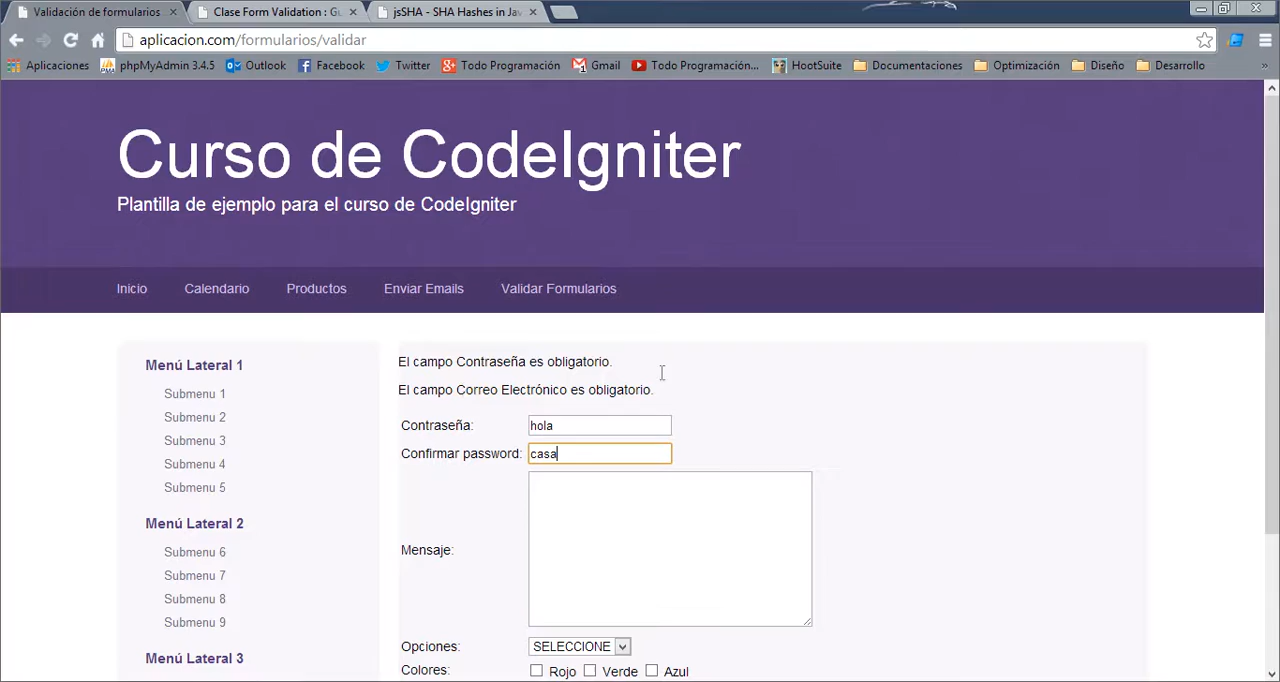 Validación de formularios
Clase Form Validation : Gu
jsSHA - SHA Hashes in Jav
aplicacion.com/formularios/validar
Aplicaciones phpMyAdmin 3.4.5 Outlook Facebook Twitter Todo Programación Gmail Todo Programación... HootSuite Documentaciones Optimización Diseño Desarrollo »
Curso de CodeIgniter
Plantilla de ejemplo para el curso de CodeIgniter
Inicio Calendario Productos Enviar Emails Validar Formularios
Menú Lateral 1
Submenu 1
Submenu 2
Submenu 3
Submenu 4
Submenu 5
Menú Lateral 2
Submenu 6
Submenu 7
Submenu 8
Submenu 9
Menú Lateral 3
El campo Contraseña es obligatorio.
El campo Correo Electrónico es obligatorio.
Contraseña: hola
Confirmar password: casa
Mensaje:
Opciones: SELECCIONE
Colores: Rojo Verde Azul